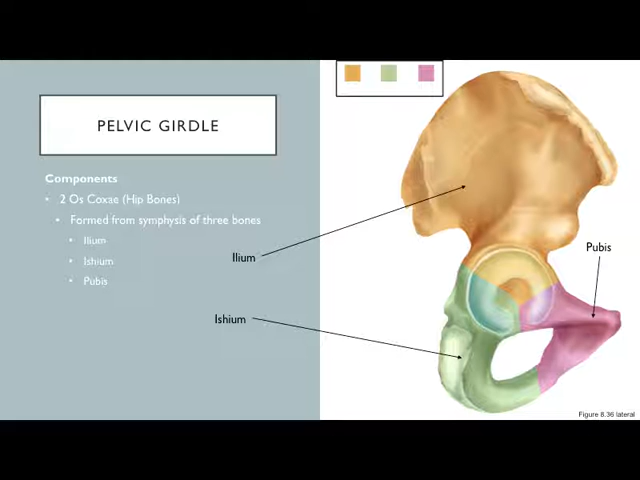 PELVIC GIRDLE
Components
• 2 Os Coxae (Hip Bones)
• Formed from symphysis of three bones
• Ilium
• Ishium
• Pubis
Ilium
Ishium
Pubis
Figure 8.36 lateral